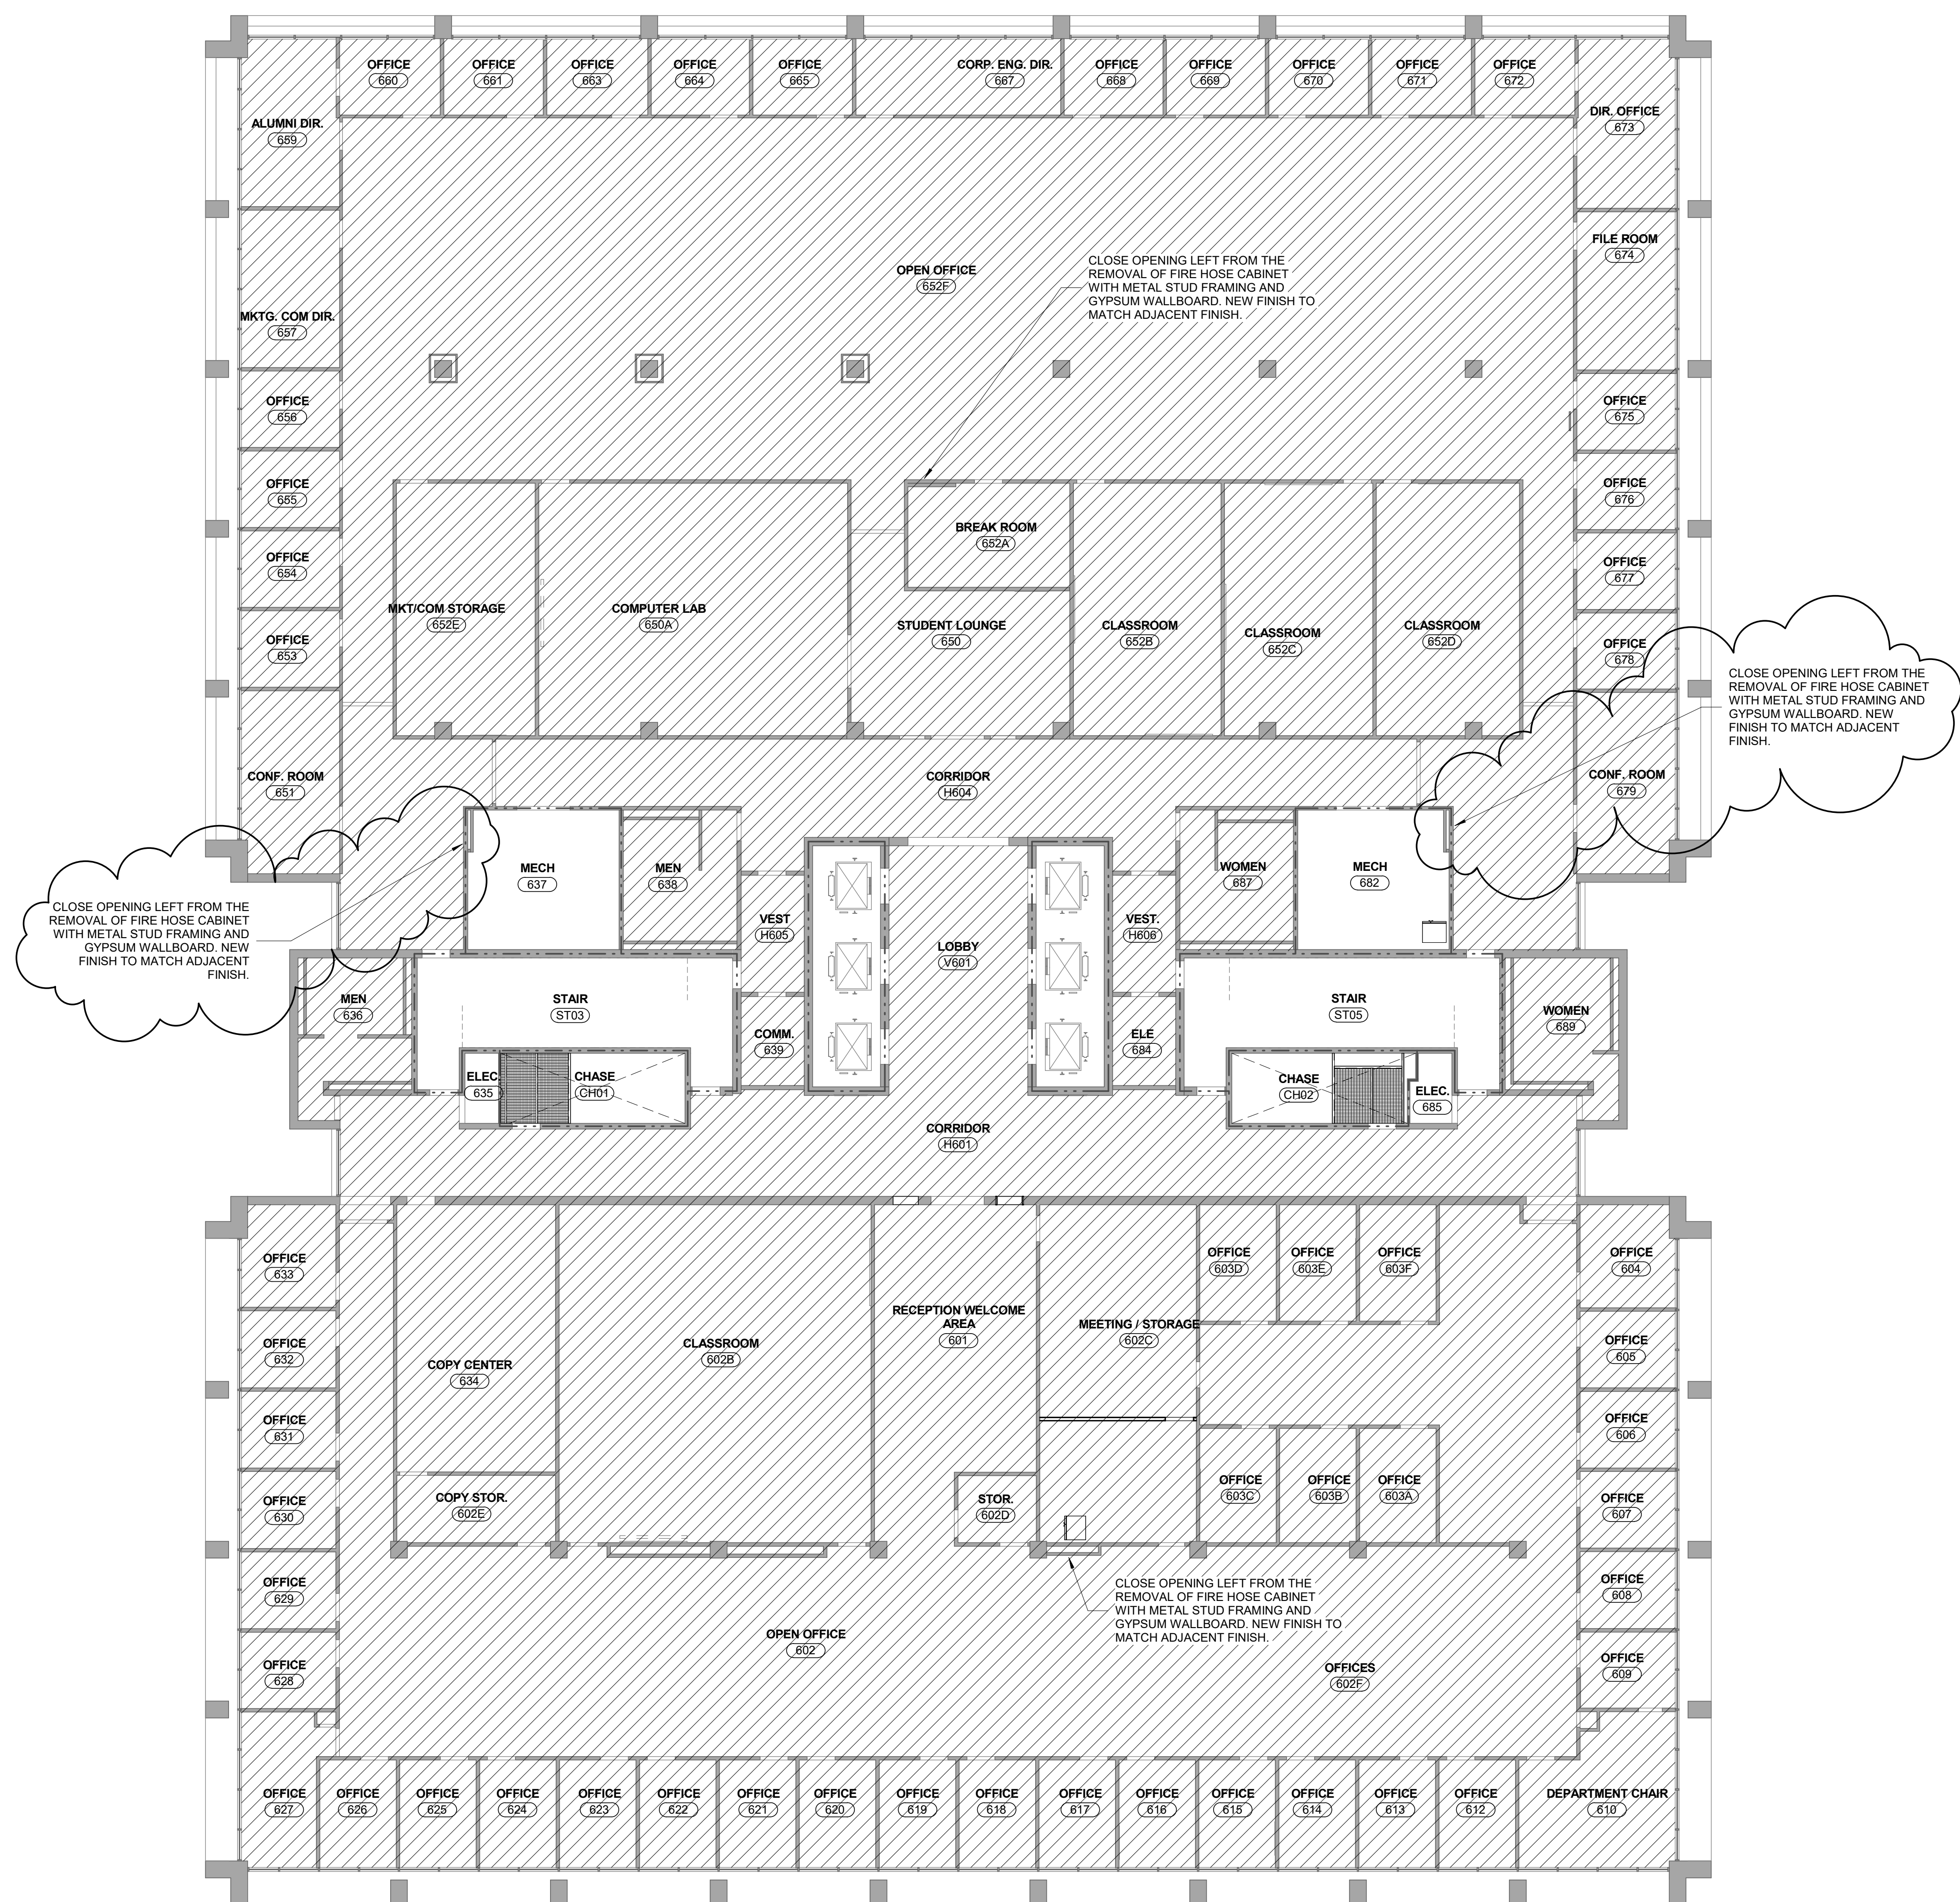 OFFICE
660
OFFICE
661
OFFICE
663
OFFICE
664
OFFICE
665
CORP. ENG. DIR.
667
OFFICE
668
OFFICE
669
OFFICE
670
OFFICE
671
OFFICE
672
ALUMNI DIR.
659
DIR. OFFICE
673
FILE ROOM
674
OPEN OFFICE
652F
CLOSE OPENING LEFT FROM THE
REMOVAL OF FIRE HOSE CABINET
WITH METAL STUD FRAMING AND
GYPSUM WALLBOARD. NEW FINISH TO
MATCH ADJACENT FINISH.
MKTG. COM DIR.
657
OFFICE
656
OFFICE
675
OFFICE
655
OFFICE
676
BREAK ROOM
652A
OFFICE
654
OFFICE
677
MKT/COM STORAGE
652E
COMPUTER LAB
650A
STUDENT LOUNGE
650
CLASSROOM
652B
CLASSROOM
652C
CLASSROOM
652D
OFFICE
653
OFFICE
678
CLOSE OPENING LEFT FROM THE
REMOVAL OF FIRE HOSE CABINET
WITH METAL STUD FRAMING AND
GYPSUM WALLBOARD. NEW
FINISH TO MATCH ADJACENT
FINISH.
CONF. ROOM
651
CORRIDOR
H604
CONF. ROOM
679
MECH
637
MEN
638
WOMEN
687
MECH
682
CLOSE OPENING LEFT FROM THE
REMOVAL OF FIRE HOSE CABINET
WITH METAL STUD FRAMING AND
GYPSUM WALLBOARD. NEW
FINISH TO MATCH ADJACENT
FINISH.
VEST
H605
LOBBY
V601
VEST.
H606
MEN
636
STAIR
ST03
STAIR
ST05
WOMEN
689
COMM.
639
ELE
684
ELEC.
635
CHASE
CH01
CHASE
CH02
ELEC.
685
CORRIDOR
H601
OFFICE
633
OFFICE
603D
OFFICE
603E
OFFICE
603F
OFFICE
604
RECEPTION WELCOME
AREA
601
MEETING / STORAGE
602C
OFFICE
632
CLASSROOM
602B
OFFICE
605
COPY CENTER
634
OFFICE
631
OFFICE
606
OFFICE
630
COPY STOR.
602E
STOR.
602D
OFFICE
603C
OFFICE
603B
OFFICE
603A
OFFICE
607
OFFICE
629
CLOSE OPENING LEFT FROM THE
REMOVAL OF FIRE HOSE CABINET
WITH METAL STUD FRAMING AND
GYPSUM WALLBOARD. NEW FINISH TO
MATCH ADJACENT FINISH.
OFFICE
608
OPEN OFFICE
602
OFFICE
628
OFFICES
602F
OFFICE
609
OFFICE
627
OFFICE
626
OFFICE
625
OFFICE
624
OFFICE
623
OFFICE
622
OFFICE
621
OFFICE
620
OFFICE
619
OFFICE
618
OFFICE
617
OFFICE
616
OFFICE
615
OFFICE
614
OFFICE
613
OFFICE
612
DEPARTMENT CHAIR
610